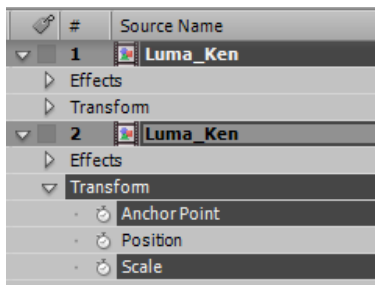 # Source Name
1 Luma_Ken
Effects
Transform
2 Luma_Ken
Effects
Transform
Anchor Point
Position
Scale